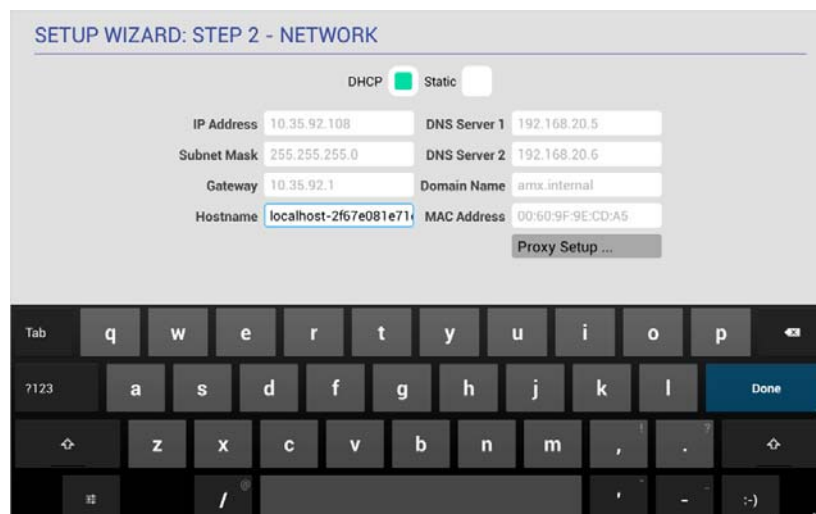 SETUP WIZARD: STEP 2 - NETWORK
DHCP Static
IP Address 10.35.92.108 DNS Server 1 192.168.20.5
Subnet Mask 255.255.255.0 DNS Server 2 192.168.20.6
Gateway 10.35.92.1 Domain Name amx.internal
Hostname localhost-2f67e081e71 MAC Address 00:60:9F:9E:CD:A5
Proxy Setup ...
Tab q w e r t y u i o p
?123 a s d f g h j k l Done
z x c v b n m , ! . ?
/ @ ' " - _ :-)